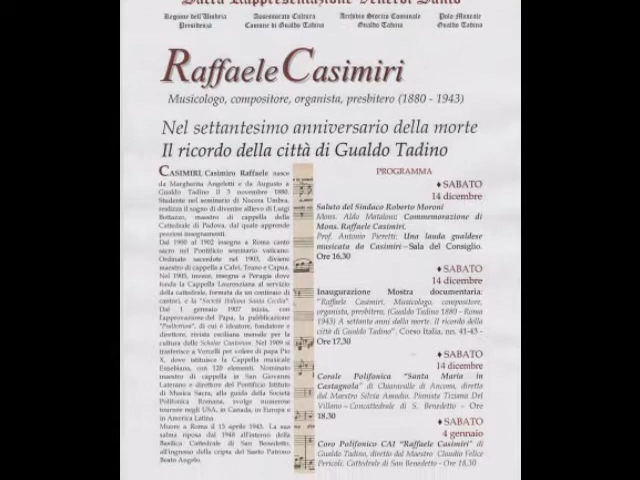 Sacra Rappresentazione Venerdì Santo
Regione dell'Umbria
Presidenza
Assessorato Cultura
Comune di Gualdo Tadino
Archivio Storico Comunale
Gualdo Tadino
Polo Museale
Gualdo Tadino
Raffaele Casimiri
Musicologo, compositore, organista, presbitero (1880 - 1943)
Nel settantesimo anniversario della morte
Il ricordo della città di Gualdo Tadino
CASIMIRI, Casimiro Raffaele nasce
da Margherita Angeletti e da Augusto a
Gualdo Tadino il 3 novembre 1880.
Studente nel seminario di Nocera Umbra,
realizza il sogno di divenire allievo di Luigi
Bottazzo, maestro di cappella della
Cattedrale di Padova, dal quale apprende
preziosi insegnamenti.
Dal 1900 al 1902 insegna a Roma canto
sacro nel Pontificio seminario vaticano.
Ordinato sacerdote nel 1903, diviene
maestro di cappella a Calvi, Teano e Capua.
Nel 1905, invece, insegna a Perugia dove
fonda la Cappella Laurenziana al servizio
della cattedrale, formata da un centinaio di
cantori, e la "Società Italiana Santa Cecilia".
Dal 1 gennaio 1907 inizia, con
l'approvazione del Papa, la pubblicazione
"Psalterium", di cui è ideatore, fondatore e
direttore, rivista ceciliana mensile per la
cultura delle Scholae Cantorum. Nel 1909 si
trasferisce a Vercelli per volere di papa Pio
X, dove istituisce la Cappella musicale
Eusebiana, con 120 elementi. Nominato
maestro di cappella in San Giovanni
Laterano e direttore del Pontificio Istituto
di Musica Sacra, alla guida della Società
Polifonica Romana, svolge numerose
tournée negli USA, in Canada, in Europa e
in America Latina.
Muore a Roma il 15 aprile 1943. La sua
salma riposa dal 1948 all'interno della
Basilica Cattedrale di San Benedetto,
all'ingresso della cripta del Santo Patrono
Beato Angelo.
PROGRAMMA
♦ SABATO
14 dicembre
Saluto del Sindaco Roberto Morroni
Mons. Aldo Mataloni: Commemorazione di
Mons. Raffaele Casimiri.
Prof. Antonio Pieretti: Una lauda gualdese
musicata da Casimiri – Sala del Consiglio.
Ore 16,30
♦ SABATO
14 dicembre
Inaugurazione Mostra documentaria:
"Raffaele Casimiri. Musicologo, compositore,
organista, presbitero, (Gualdo Tadino 1880 - Roma
1943) A settanta anni dalla morte. Il ricordo della
città di Gualdo Tadino". Corso Italia, nn. 41-43 -
Ore 17,30
♦ SABATO
14 dicembre
Corale Polifonica "Santa Maria in
Castagnola" di Chiaravalle di Ancona, diretta
dal Maestro Silvia Amadio. Pianista Tiziana Del
Villano – Concattedrale di S. Benedetto - Ore
18,30
♦ SABATO
4 gennaio
Coro Polifonico CAI "Raffaele Casimiri" di
Gualdo Tadino, diretto dal Maestro Claudio Felice
Pericoli. Cattedrale di San Benedetto - Ore 18,30